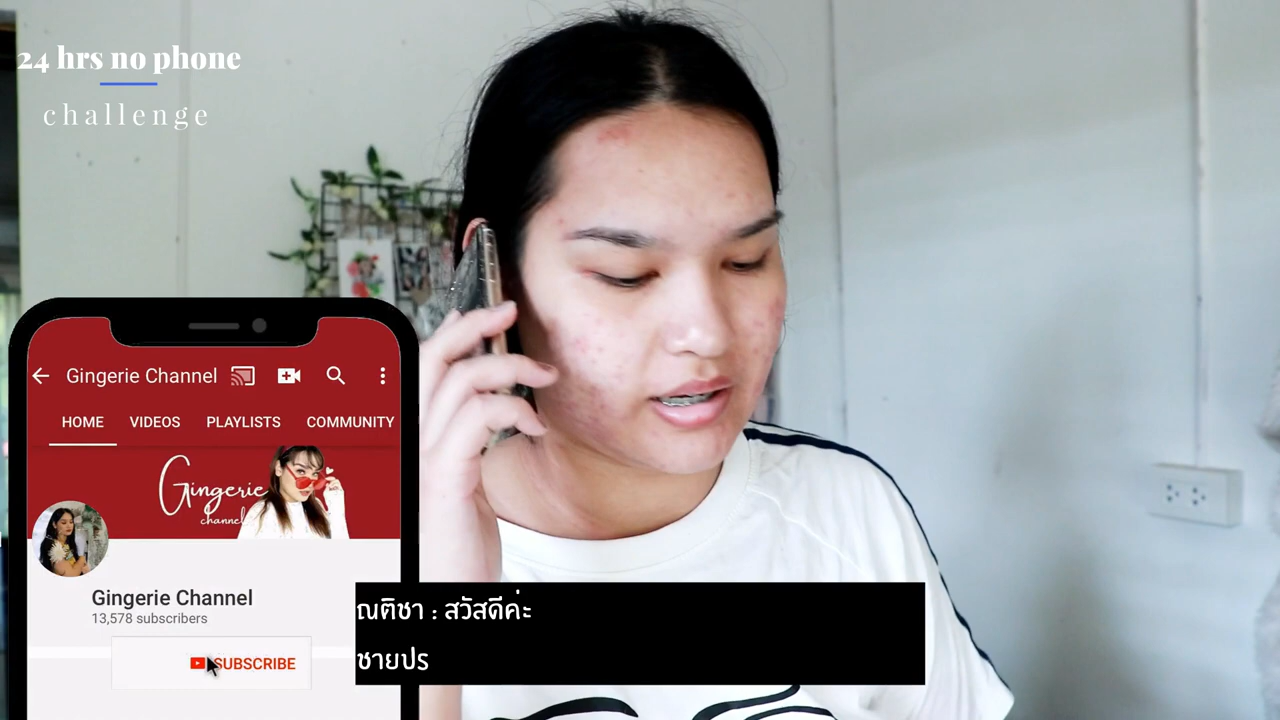 24 hrs no phone
challenge
Gingerie Channel
HOME VIDEOS PLAYLISTS COMMUNITY
Gingerie
channel
Gingerie Channel
13,578 subscribers
SUBSCRIBE
ณติชา : สวัสดีค่ะ
ชายปร